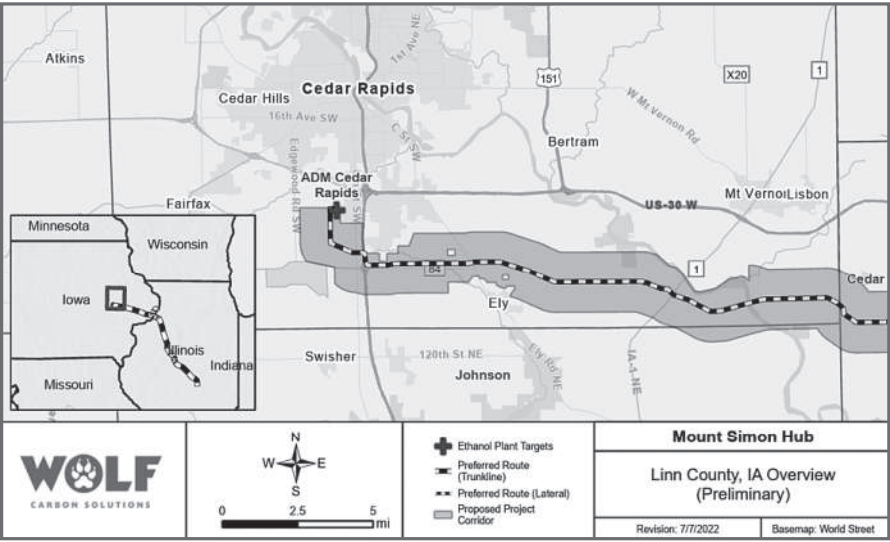 Atkins
1st Ave NE
Cedar Rapids
Cedar Hills
16th Ave SW
C St SW
Edgewood Rd SW
151
X20
1
W Mt Vernon Rd
Bertram
ADM Cedar
Rapids
Fairfax
US-30 W
Mt Vernon
Lisbon
1
84
Cedar
Ely
Swisher
120th St NE
Ely Rd NE
IA-1-NE
Johnson
Minnesota
Wisconsin
Iowa
Illinois
Indiana
Missouri
WOLF
CARBON SOLUTIONS
N
W E
S
0 2.5 5
mi
Ethanol Plant Targets
Preferred Route
(Trunkline)
Preferred Route (Lateral)
Proposed Project
Corridor
Mount Simon Hub
Linn County, IA Overview
(Preliminary)
Revision: 7/7/2022
Basemap: World Street